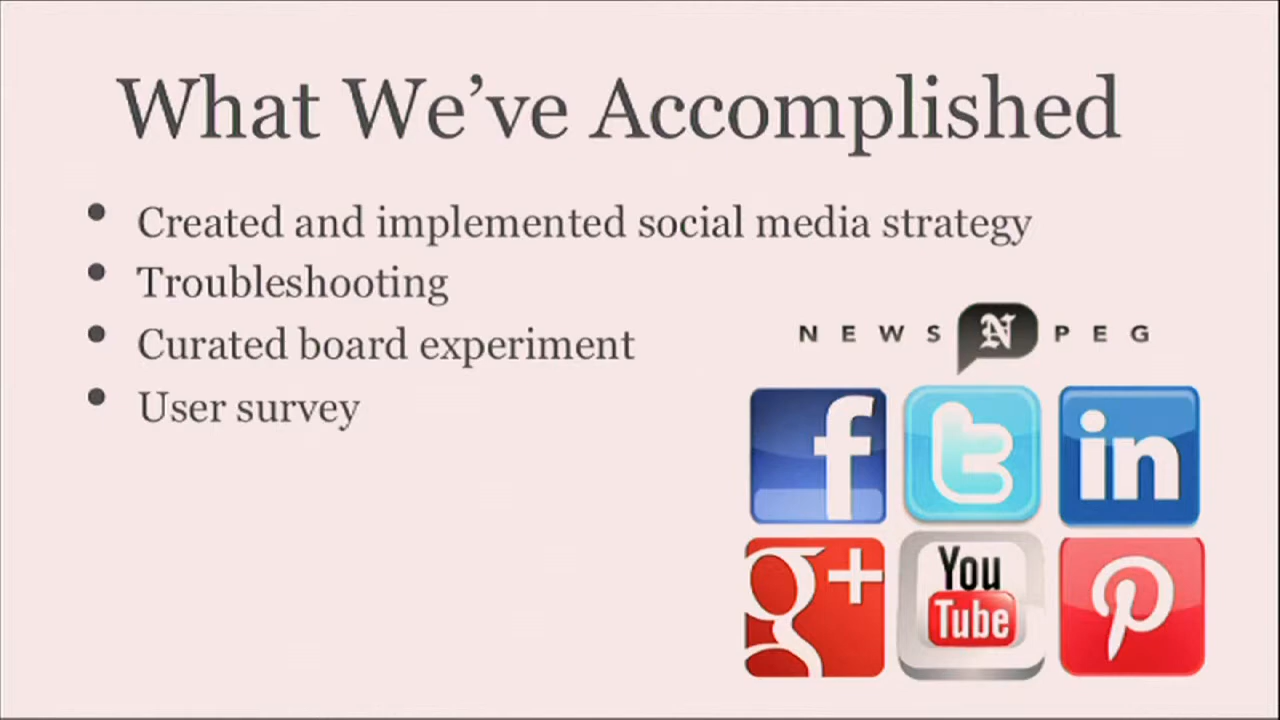 What We’ve Accomplished
• Created and implemented social media strategy
• Troubleshooting
• Curated board experiment
• User survey
NEWS N PEG
f t in
g+ You Tube P